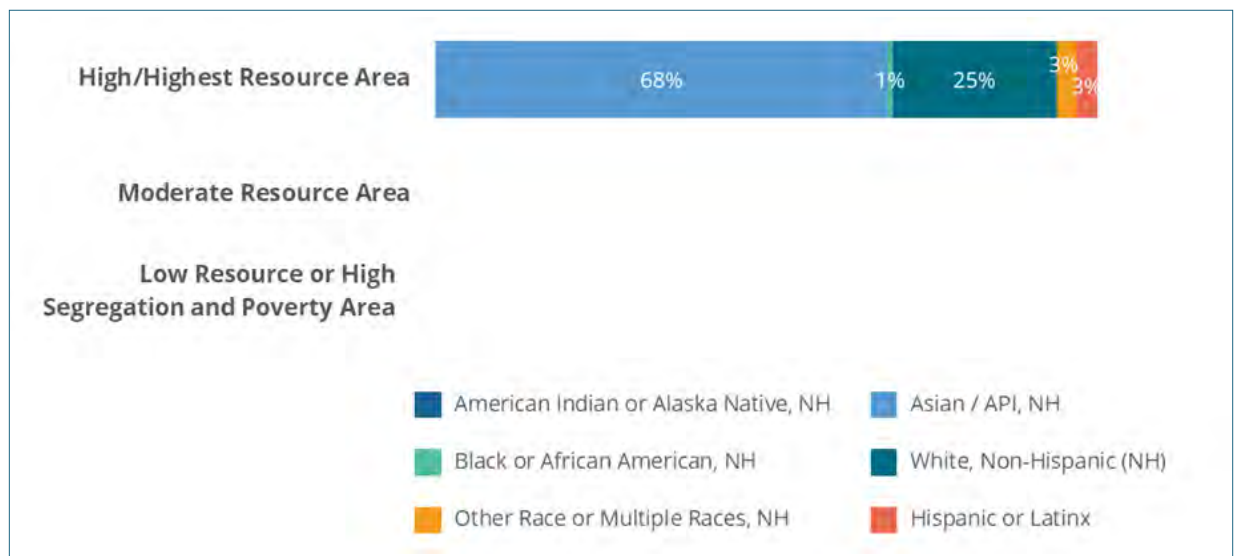 High/Highest Resource Area
68%
1%
25%
3%
3%
Moderate Resource Area
Low Resource or High
Segregation and Poverty Area
American Indian or Alaska Native, NH
Asian / API, NH
Black or African American, NH
White, Non-Hispanic (NH)
Other Race or Multiple Races, NH
Hispanic or Latinx